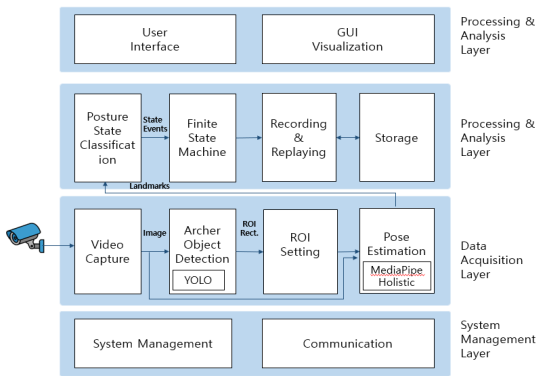 User
Interface
GUI
Visualization
Processing &
Analysis
Layer
Posture
State
Classificat
ion
State
Events
Finite
State
Machine
Recording
&
Replaying
Storage
Processing &
Analysis
Layer
Landmarks
Video
Capture
Image
Archer
Object
Detection
YOLO
ROI
Rect.
ROI
Setting
Pose
Estimation
MediaPipe
Holistic
Data
Acquisition
Layer
System Management
Communication
System
Management
Layer